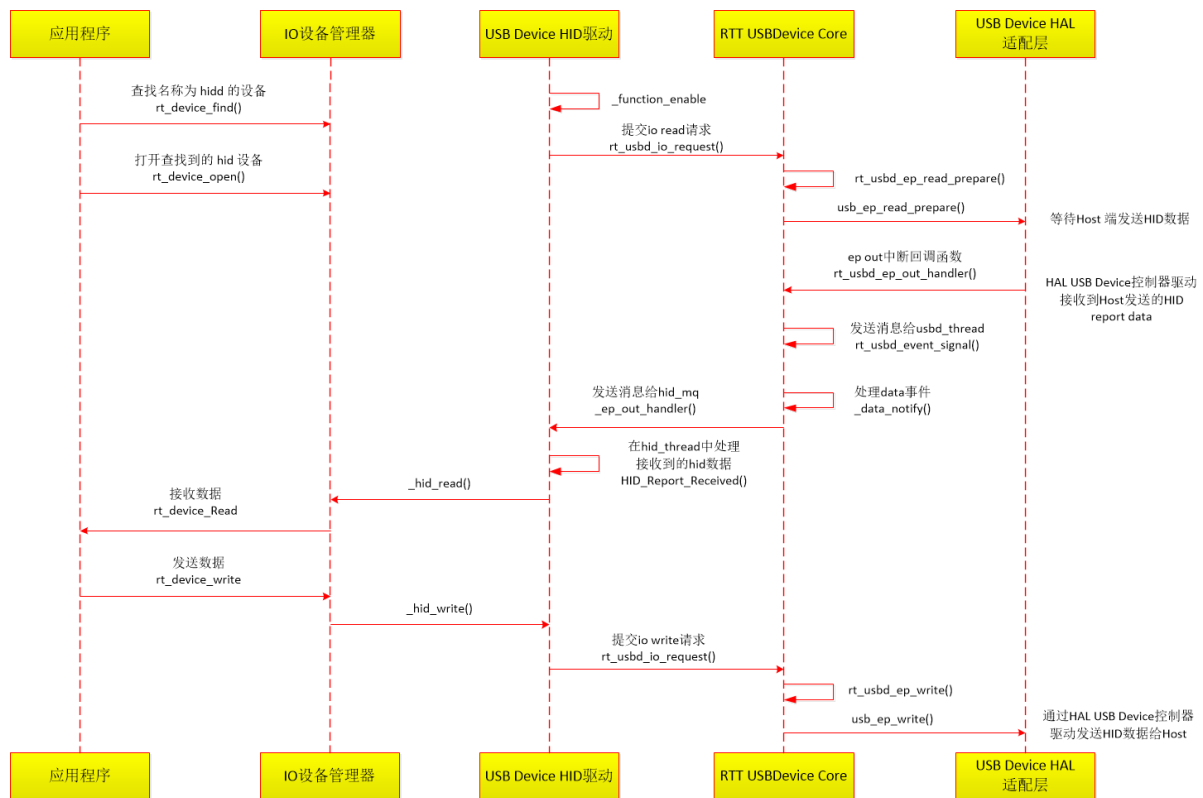 应用程序
IO设备管理器
USB Device HID驱动
RTT USBDevice Core
USB Device HAL
适配层
查找名称为 hidd 的设备
rt_device_find()
_function_enable
提交io read请求
rt_usbd_io_request()
打开查找到的 hid 设备
rt_device_open()
rt_usbd_ep_read_prepare()
usb_ep_read_prepare()
等待Host 端发送HID数据
ep out中断回调函数
rt_usbd_ep_out_handler()
HAL USB Device控制器驱动
接收到Host发送的HID
report data
发送消息给usbd_thread
rt_usbd_event_signal()
处理data事件
_data_notify()
发送消息给hid_mq
_ep_out_handler()
在hid_thread中处理
接收到的hid数据
HID_Report_Received()
_hid_read()
接收数据
rt_device_Read
发送数据
rt_device_write
_hid_write()
提交io write请求
rt_usbd_io_request()
rt_usbd_ep_write()
usb_ep_write()
通过HAL USB Device控制器
驱动发送HID数据给Host
应用程序
IO设备管理器
USB Device HID驱动
RTT USBDevice Core
USB Device HAL
适配层